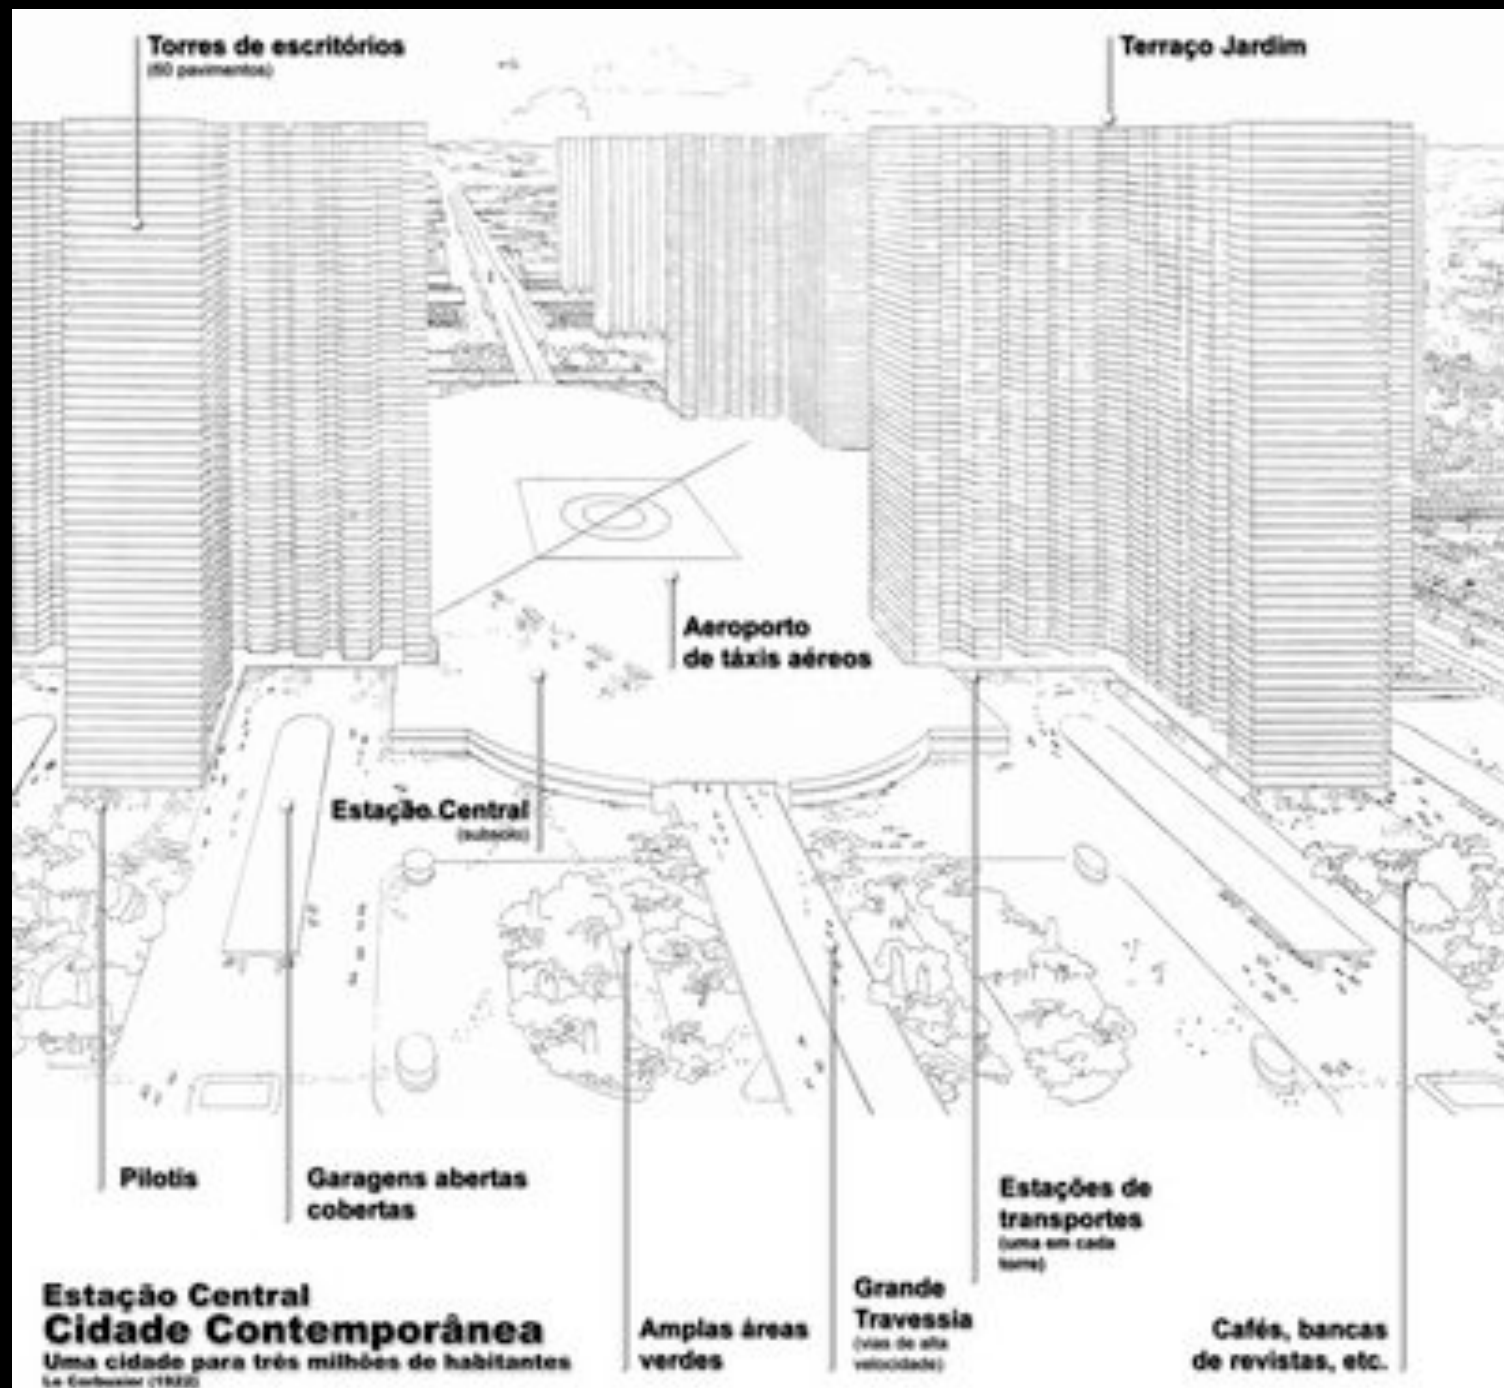 Torres de escritórios
(60 pavimentos)
Terraço Jardim
Aeroporto
de táxis aéreos
Estação Central
(subsolo)
Pilotis
Garagens abertas
cobertas
Estações de
transportes
(uma em cada
torre)
Grande
Travessia
(vias de alta
velocidade)
Amplas áreas
verdes
Cafés, bancas
de revistas, etc.
Estação Central
Cidade Contemporânea
Uma cidade para três milhões de habitantes
Le Corbusier (1922)